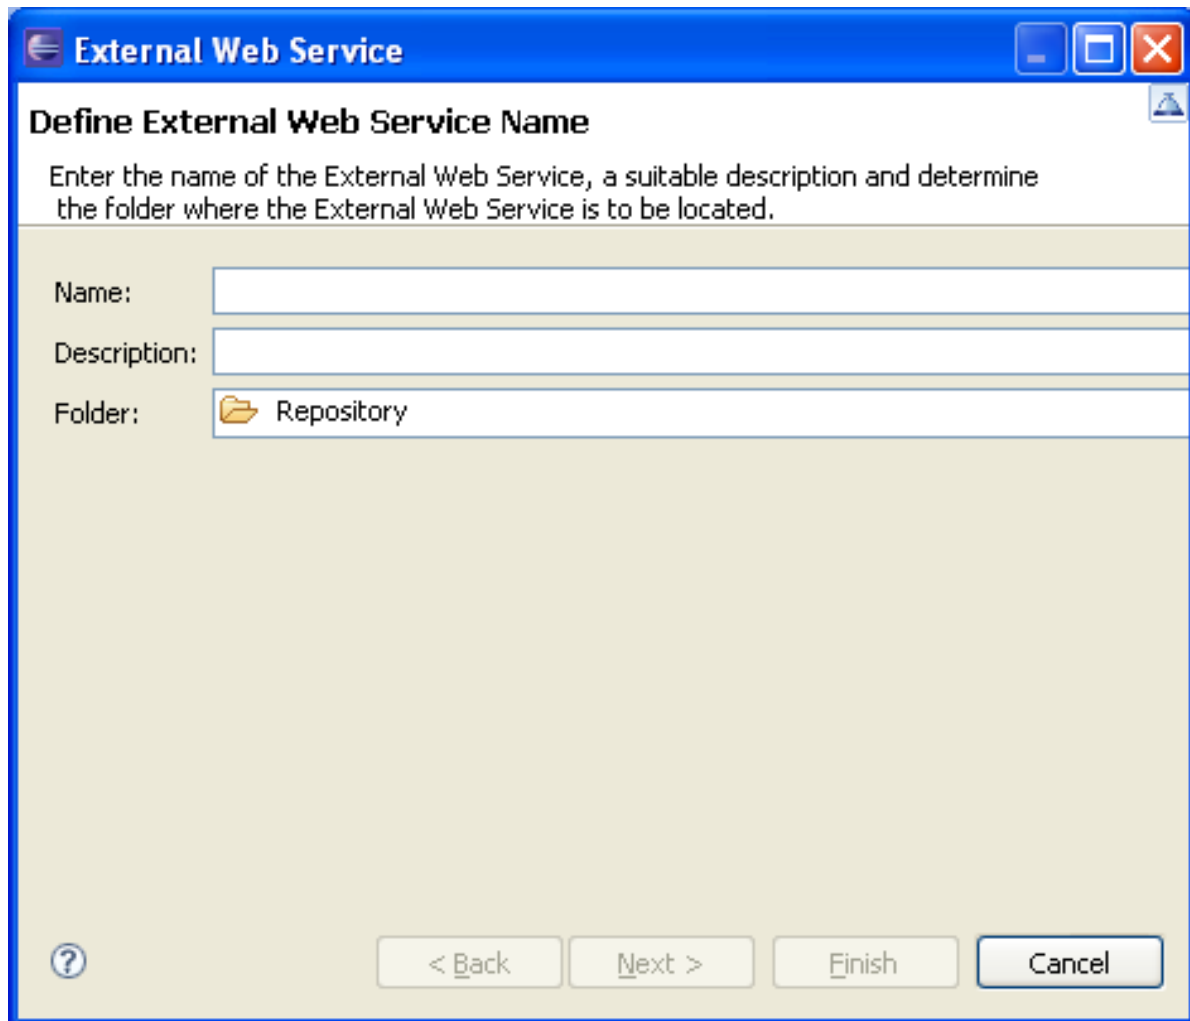 External Web Service
Define External Web Service Name
Enter the name of the External Web Service, a suitable description and determine
the folder where the External Web Service is to be located.
Name:
Description:
Folder: Repository
? < Back Next > Finish Cancel